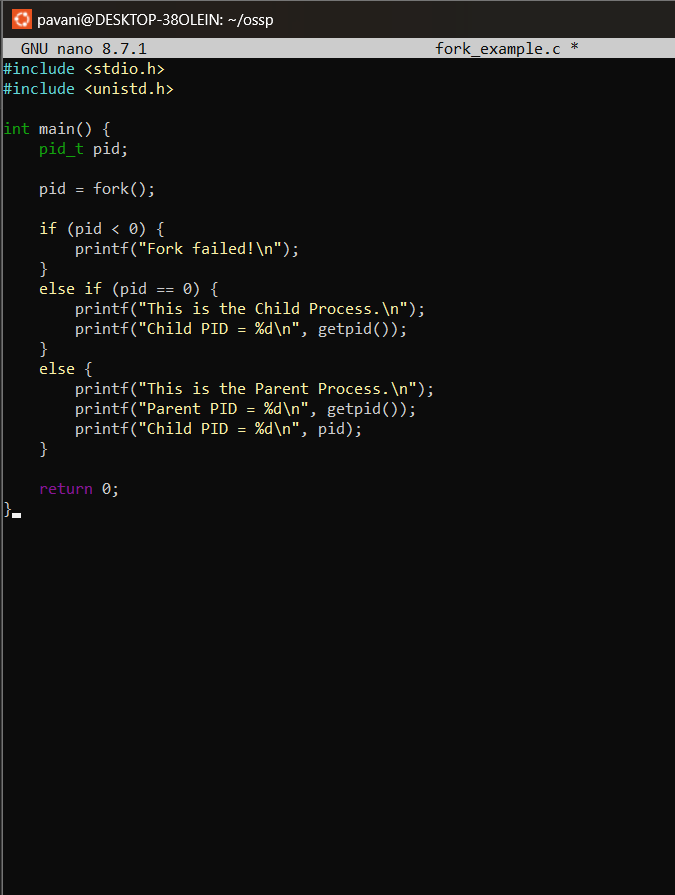 pavani@DESKTOP-38OLEIN: ~/ossp
GNU nano 8.7.1 fork_example.c *
#include <stdio.h>
#include <unistd.h>

int main() {
    pid_t pid;

    pid = fork();

    if (pid < 0) {
        printf("Fork failed!\n");
    }
    else if (pid == 0) {
        printf("This is the Child Process.\n");
        printf("Child PID = %d\n", getpid());
    }
    else {
        printf("This is the Parent Process.\n");
        printf("Parent PID = %d\n", getpid());
        printf("Child PID = %d\n", pid);
    }

    return 0;
}